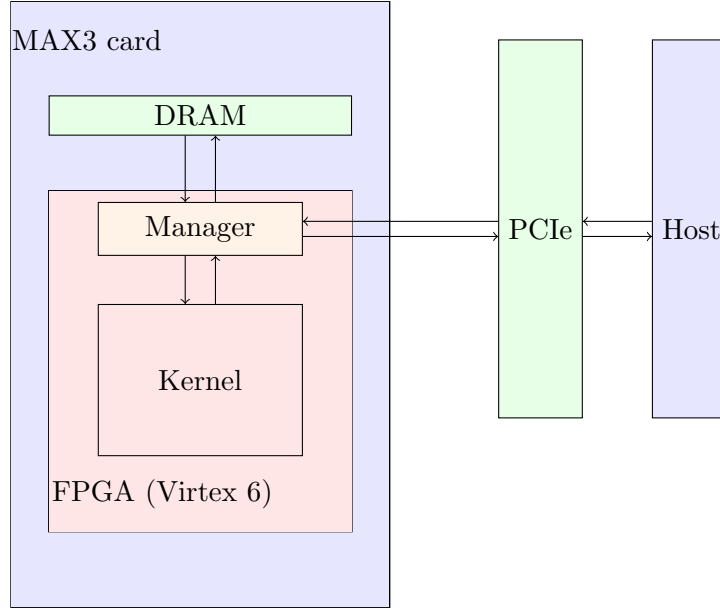 MAX3 card
DRAM
Manager
PCIe
Host
Kernel
FPGA (Virtex 6)